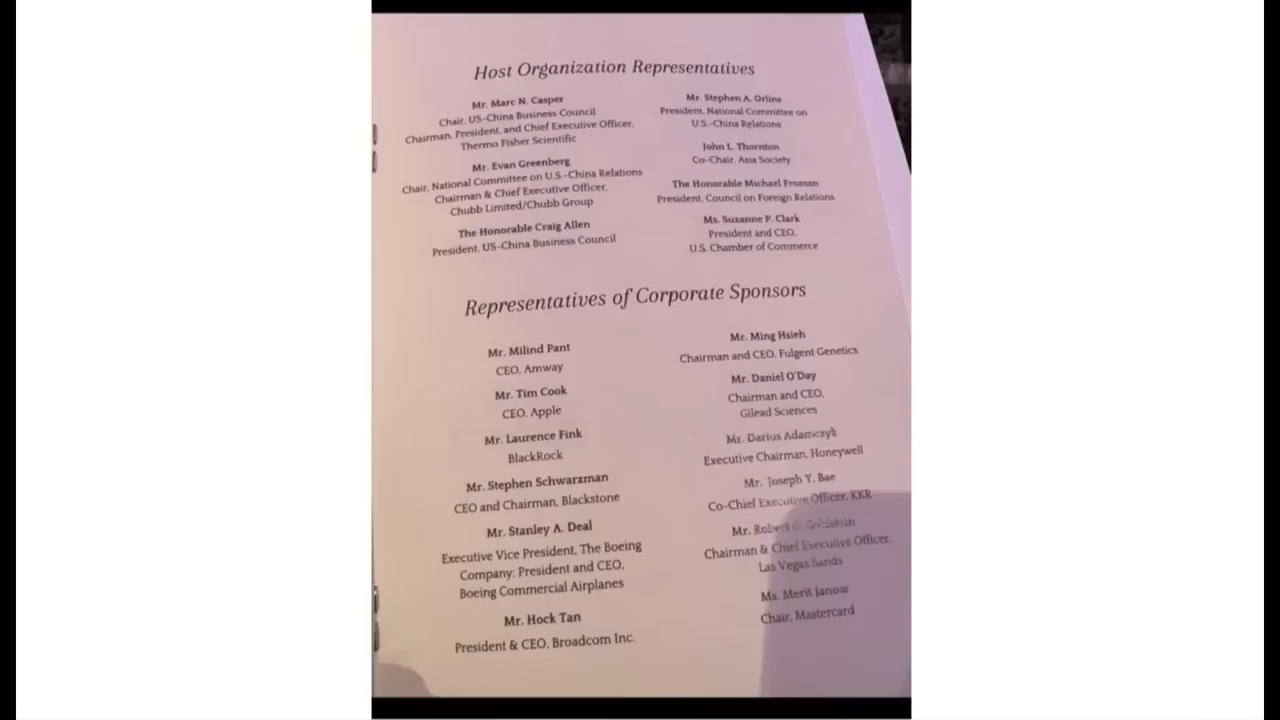 Host Organization Representatives
Mr. Marc N. Casper
Chair, US-China Business Council
Chairman, President, and Chief Executive Officer,
Thermo Fisher Scientific
Mr. Evan Greenberg
Chair, National Committee on U.S.-China Relations
Chairman & Chief Executive Officer,
Chubb Limited/Chubb Group
The Honorable Craig Allen
President, US-China Business Council
Mr. Stephen A. Orlins
President, National Committee on
U.S.-China Relations
John L. Thornton
Co-Chair, Asia Society
The Honorable Michael Froman
President, Council on Foreign Relations
Ms. Suzanne P. Clark
President and CEO,
U.S. Chamber of Commerce
Representatives of Corporate Sponsors
Mr. Milind Pant
CEO, Amway
Mr. Tim Cook
CEO, Apple
Mr. Laurence Fink
BlackRock
Mr. Stephen Schwarzman
CEO and Chairman, Blackstone
Mr. Stanley A. Deal
Executive Vice President, The Boeing
Company; President and CEO,
Boeing Commercial Airplanes
Mr. Hock Tan
President & CEO, Broadcom Inc.
Mr. Ming Hsieh
Chairman and CEO, Fulgent Genetics
Mr. Daniel O'Day
Chairman and CEO,
Gilead Sciences
Mr. Darius Adamczyk
Executive Chairman, Honeywell
Mr. Joseph Y. Bae
Co-Chief Executive Officer, KKR
Mr. Robert
Chairman & Chief Executive Officer,
Las Vegas Sands
Ms. Merit Janow
Chair, Mastercard